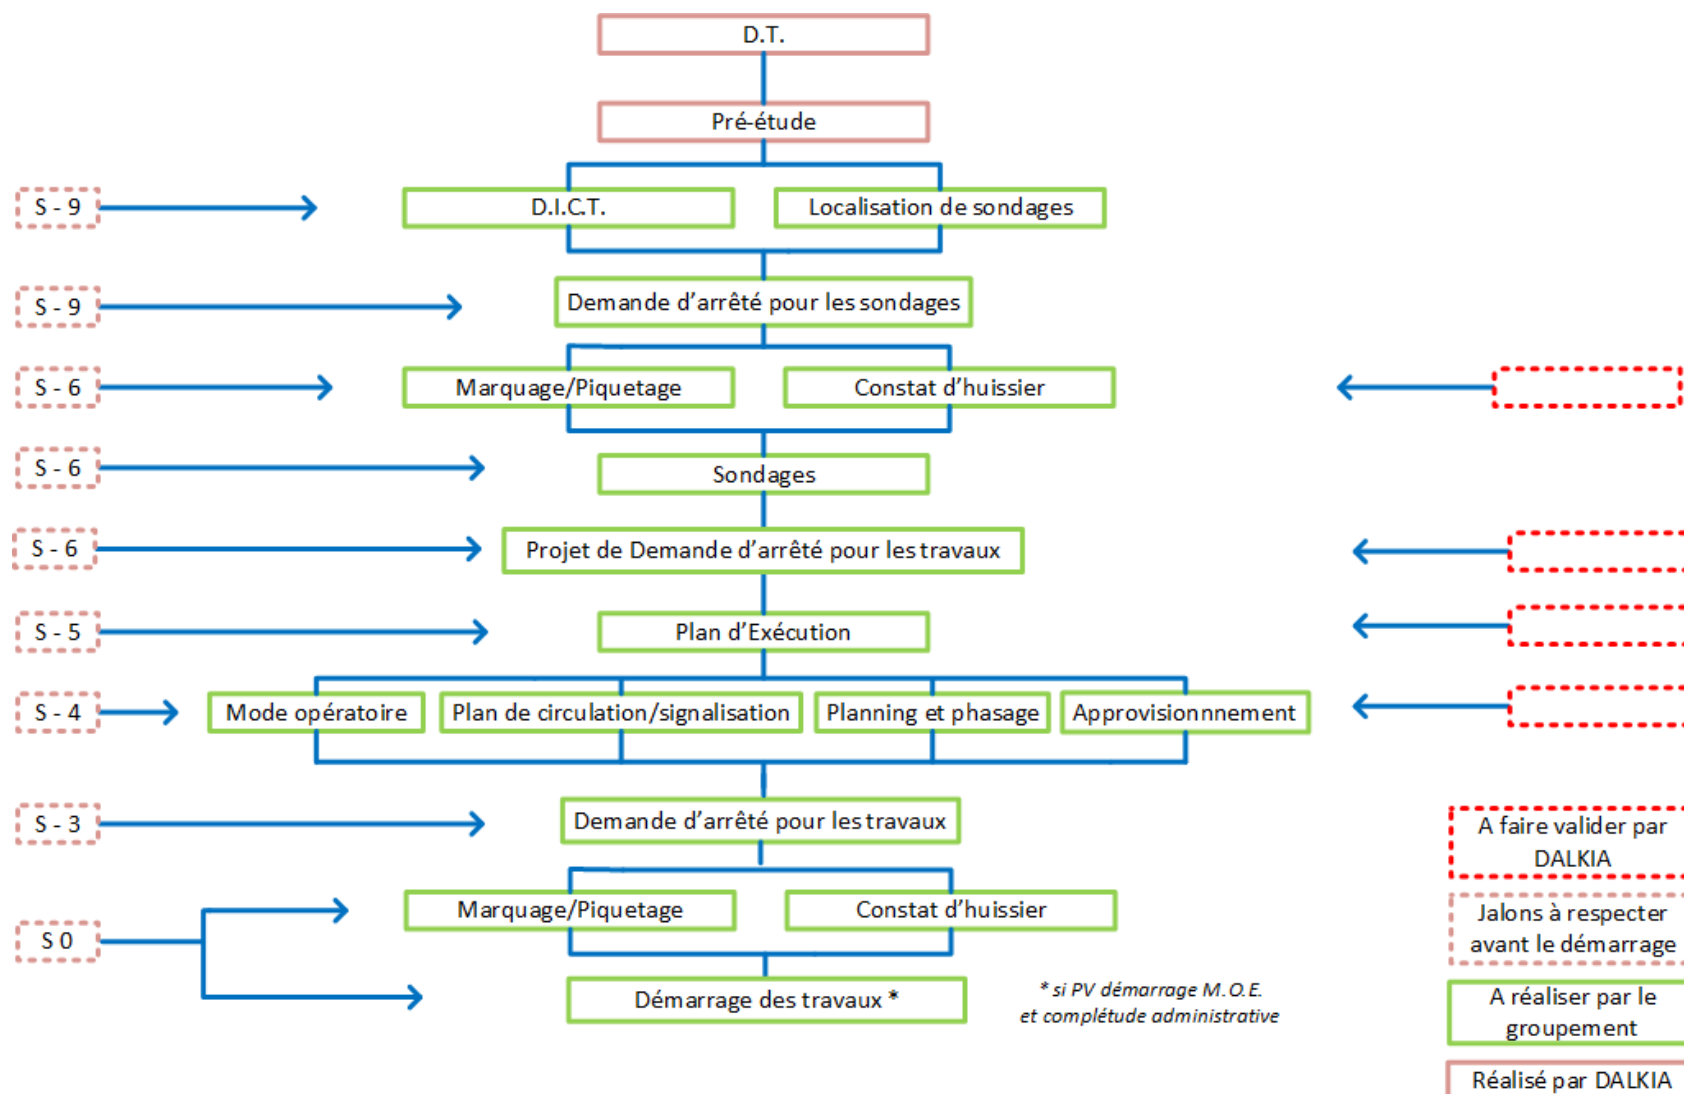 D.T.
Pré-étude
S - 9
D.I.C.T.
Localisation de sondages
S - 9
Demande d'arrêté pour les sondages
S - 6
Marquage/Piquetage
Constat d'huissier
S - 6
Sondages
S - 6
Projet de Demande d'arrêté pour les travaux
S - 5
Plan d'Exécution
S - 4
Mode opératoire
Plan de circulation/signalisation
Planning et phasage
Approvisionnnement
S - 3
Demande d'arrêté pour les travaux
A faire valider par
DALKIA
S 0
Marquage/Piquetage
Constat d'huissier
Jalons à respecter
avant le démarrage
Démarrage des travaux *
* si PV démarrage M.O.E.
et complétude administrative
A réaliser par le
groupement
Réalisé par DALKIA